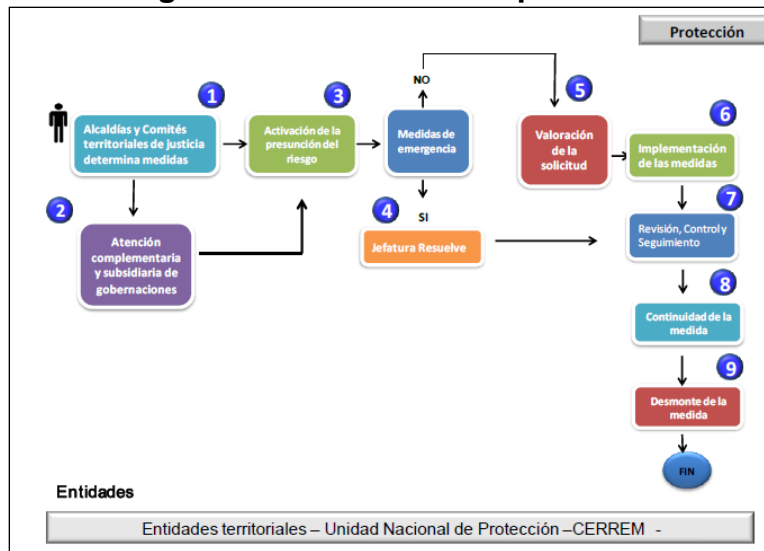 Protección
NO
1
3
5
6
Alcaldías y Comités
territoriales de justicia
determina medidas
Activación de la
presunción del
riesgo
Medidas de
emergencia
Valoración
de la
solicitud
Implementación
de las medidas
2
4
SI
7
Atención
complementaria
y subsidiaria de
gobernaciones
Jefatura Resuelve
Revisión, Control y
Seguimiento
8
Continuidad de la
medida
9
Desmonte de la
medida
FIN
Entidades
Entidades territoriales – Unidad Nacional de Protección –CERREM -